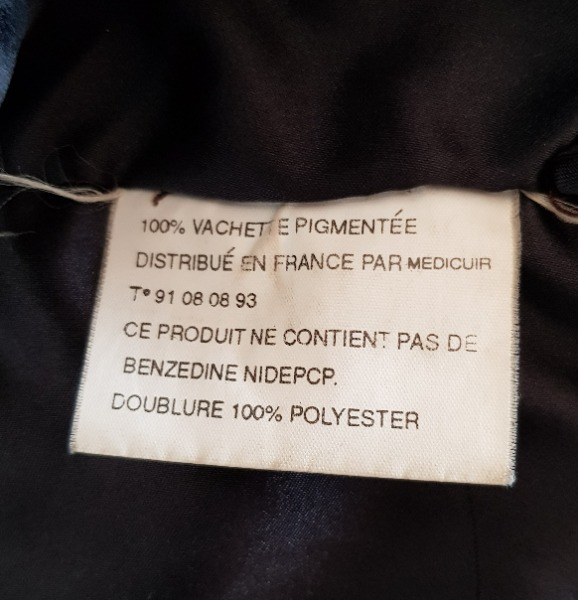 100% VACHETTE PIGMENTÉE
DISTRIBUÉ EN FRANCE PAR MEDICUIR
T° 91 08 08 93
CE PRODUIT NE CONTIENT PAS DE
BENZEDINE NIDEPCP.
DOUBLURE 100% POLYESTER